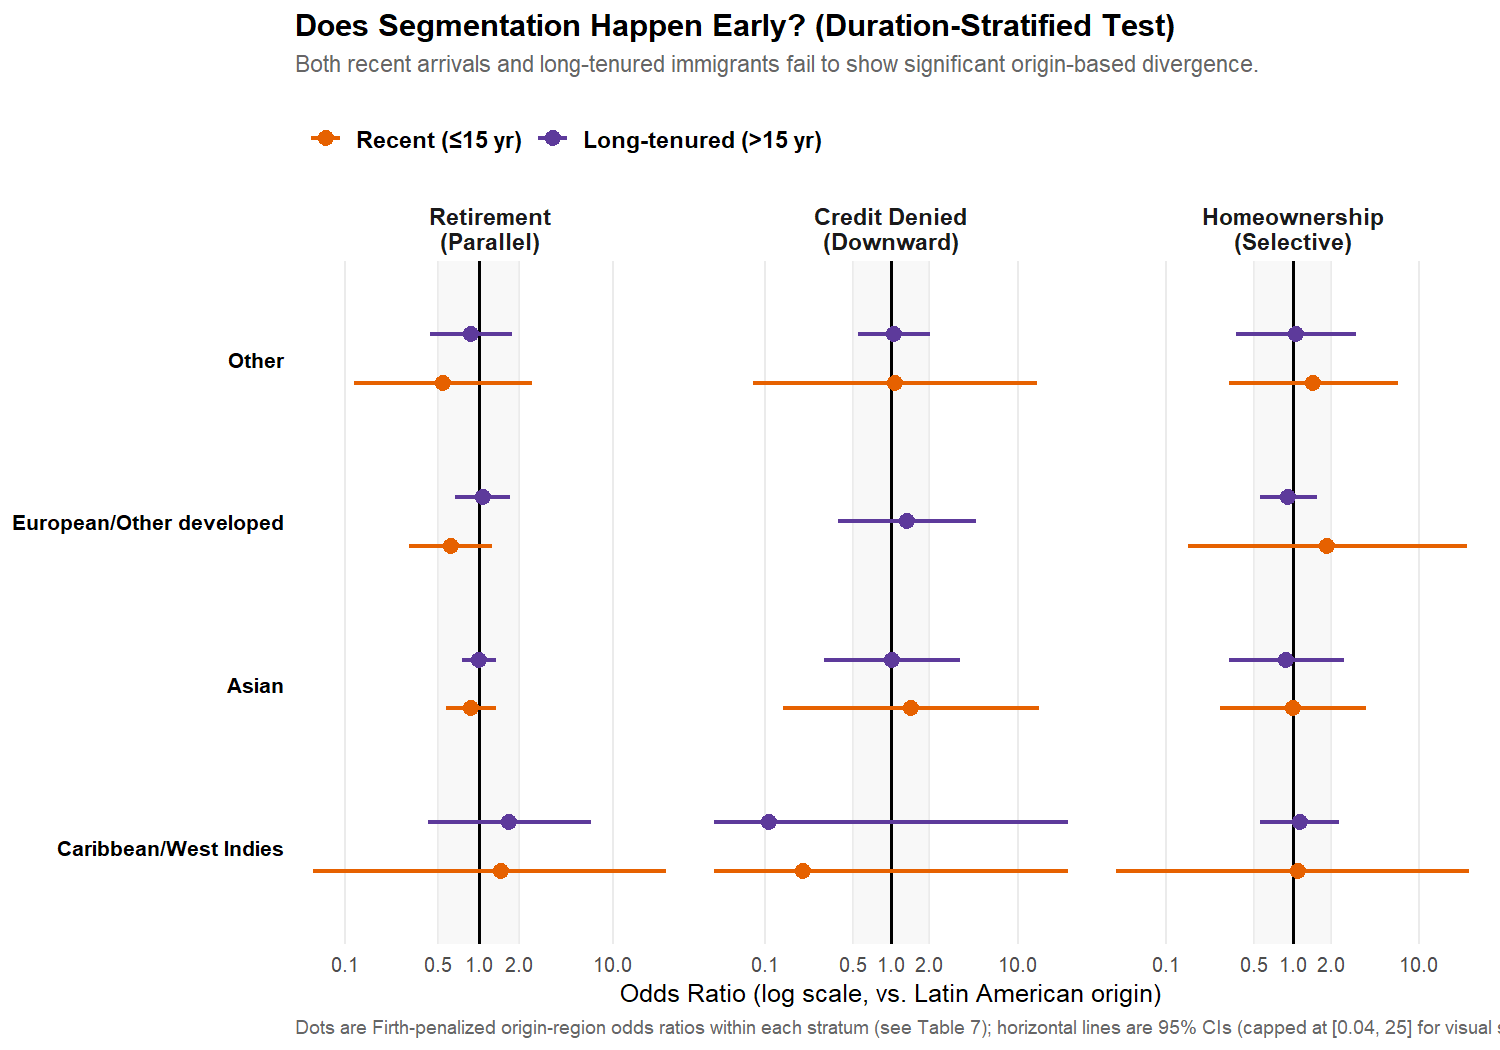 Does Segmentation Happen Early? (Duration-Stratified Test)
Both recent arrivals and long-tenured immigrants fail to show significant origin-based divergence.
Recent (≤15 yr) Long-tenured (>15 yr)
Retirement
(Parallel)
Credit Denied
(Downward)
Homeownership
(Selective)
Other
European/Other developed
Asian
Caribbean/West Indies
0.1 0.5 1.0 2.0 10.0
0.1 0.5 1.0 2.0 10.0
0.1 0.5 1.0 2.0 10.0
Odds Ratio (log scale, vs. Latin American origin)
Dots are Firth-penalized origin-region odds ratios within each stratum (see Table 7); horizontal lines are 95% CIs (capped at [0.04, 25] for visual